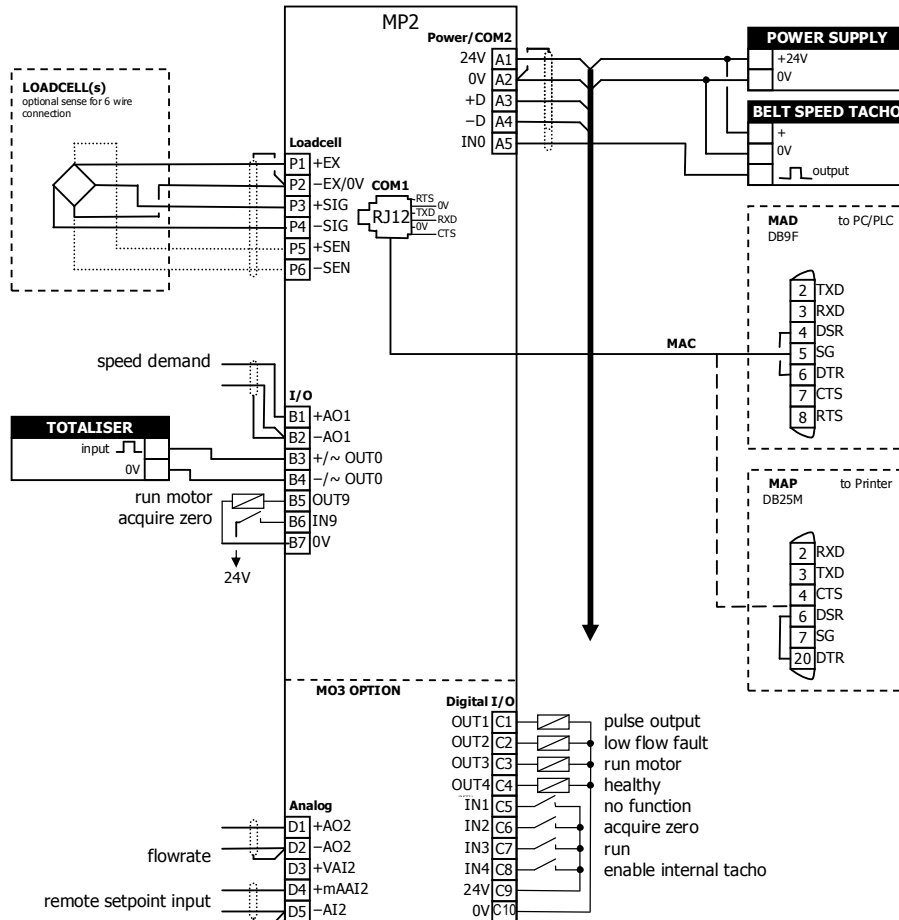 MP2
Power/COM2
24V A1
0V A2
+D A3
−D A4
IN0 A5
POWER SUPPLY
+24V
0V
BELT SPEED TACHO
+
0V
output
LOADCELL(s)
optional sense for 6 wire
connection
Loadcell
P1 +EX
P2 −EX/0V
P3 +SIG
P4 −SIG
P5 +SEN
P6 −SEN
COM1
RJ12
RTS
0V
TXD
RXD
0V
CTS
MAC
MAD to PC/PLC
DB9F
2 TXD
3 RXD
4 DSR
5 SG
6 DTR
7 CTS
8 RTS
speed demand
I/O
B1 +AO1
B2 −AO1
B3 +/~ OUT0
B4 −/~ OUT0
B5 OUT9
B6 IN9
B7 0V
TOTALISER
input
0V
run motor
acquire zero
24V
MAP to Printer
DB25M
2 RXD
3 TXD
4 CTS
6 DSR
7 SG
20 DTR
MO3 OPTION
Digital I/O
OUT1 C1 pulse output
OUT2 C2 low flow fault
OUT3 C3 run motor
OUT4 C4 healthy
IN1 C5 no function
IN2 C6 acquire zero
IN3 C7 run
IN4 C8 enable internal tacho
24V C9
0V C10
Analog
D1 +AO2
D2 −AO2
D3 +VAI2
D4 +mAAI2
D5 −AI2
flowrate
remote setpoint input